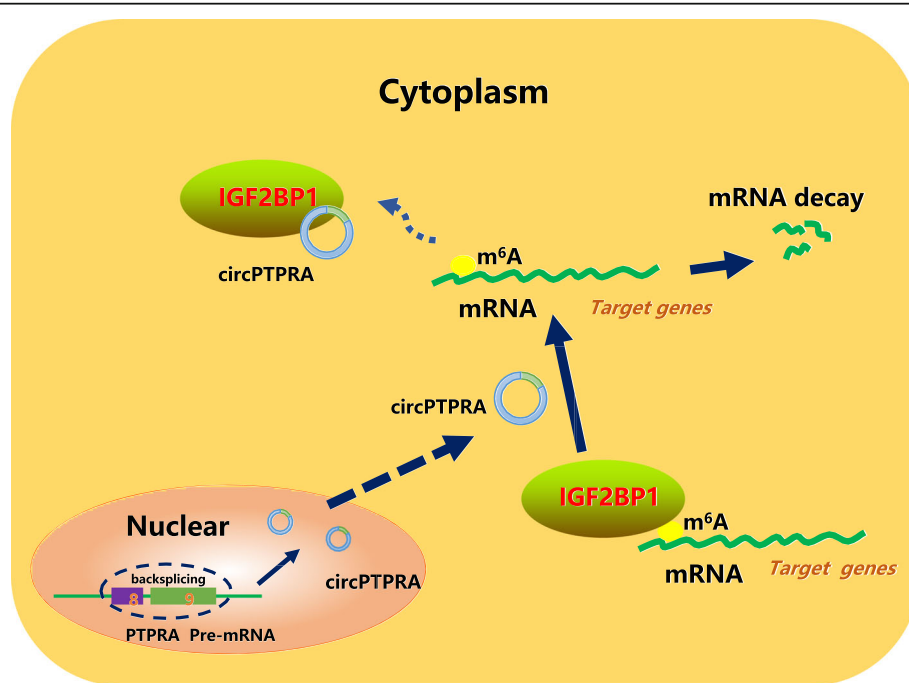 Cytoplasm
IGF2BP1
circPTPRA
m⁶A
mRNA
Target genes
mRNA decay
circPTPRA
IGF2BP1
m⁶A
mRNA
Target genes
Nuclear
backsplicing
8 9
circPTPRA
PTPRA Pre-mRNA